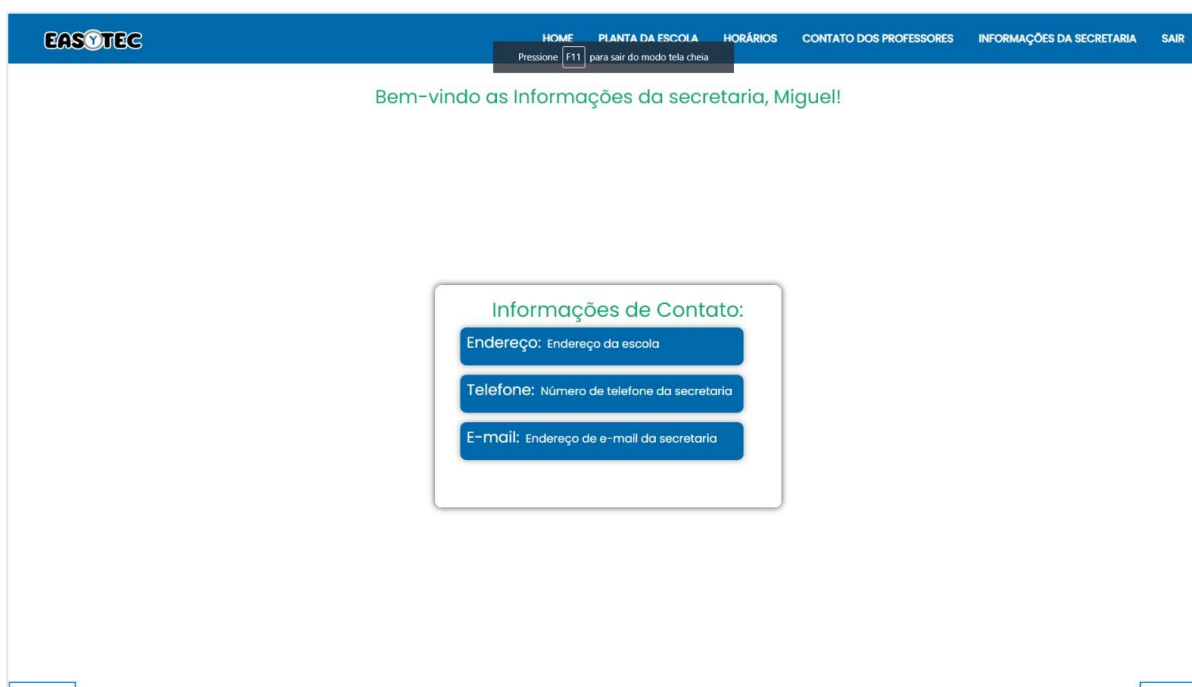 EASYTEC
HOME PLANTA DA ESCOLA HORÁRIOS CONTATO DOS PROFESSORES INFORMAÇÕES DA SECRETARIA SAIR
Pressione F11 para sair do modo tela cheia
Bem-vindo as Informações da secretaria, Miguel!
Informações de Contato:
Endereço: Endereço da escola
Telefone: Número de telefone da secretaria
E-mail: Endereço de e-mail da secretaria